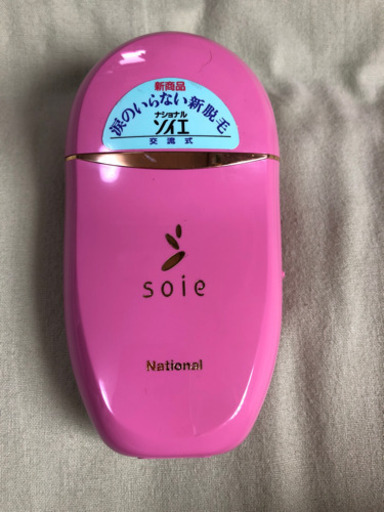 新商品
涙のいらない新脱毛
ナショナル
ソイエ
交流式
soie
National